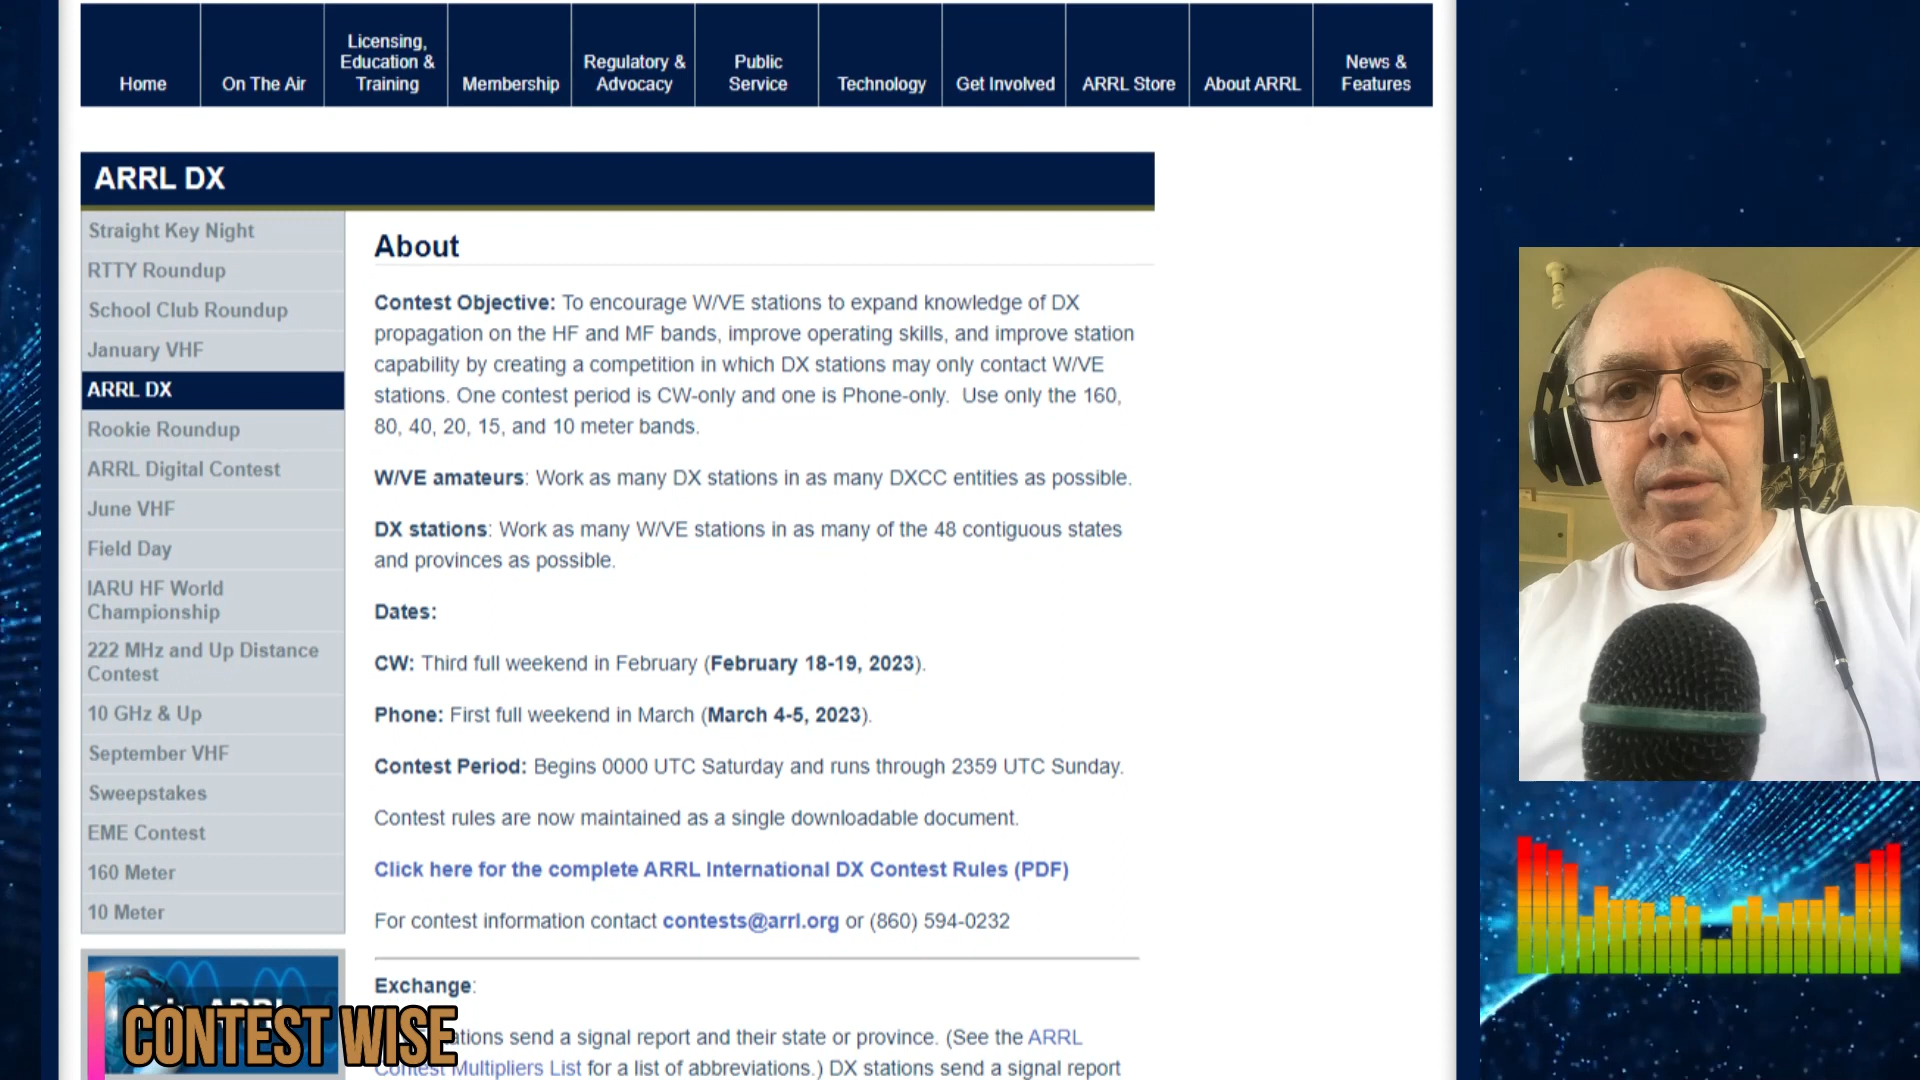 Home
On The Air
Licensing,
Education &
Training
Membership
Regulatory &
Advocacy
Public
Service
Technology
Get Involved
ARRL Store
About ARRL
News &
Features
ARRL DX
Straight Key Night
RTTY Roundup
School Club Roundup
January VHF
ARRL DX
Rookie Roundup
ARRL Digital Contest
June VHF
Field Day
IARU HF World
Championship
222 MHz and Up Distance
Contest
10 GHz & Up
September VHF
Sweepstakes
EME Contest
160 Meter
10 Meter
About
Contest Objective: To encourage W/VE stations to expand knowledge of DX
propagation on the HF and MF bands, improve operating skills, and improve station
capability by creating a competition in which DX stations may only contact W/VE
stations. One contest period is CW-only and one is Phone-only. Use only the 160,
80, 40, 20, 15, and 10 meter bands.
W/VE amateurs: Work as many DX stations in as many DXCC entities as possible.
DX stations: Work as many W/VE stations in as many of the 48 contiguous states
and provinces as possible.
Dates:
CW: Third full weekend in February (February 18-19, 2023).
Phone: First full weekend in March (March 4-5, 2023).
Contest Period: Begins 0000 UTC Saturday and runs through 2359 UTC Sunday.
Contest rules are now maintained as a single downloadable document.
Click here for the complete ARRL International DX Contest Rules (PDF)
For contest information contact contests@arrl.org or (860) 594-0232
Exchange:
send a signal report and their state or province. (See the ARRL
Multipliers List for a list of abbreviations.) DX stations send a signal report
CONTEST WISE